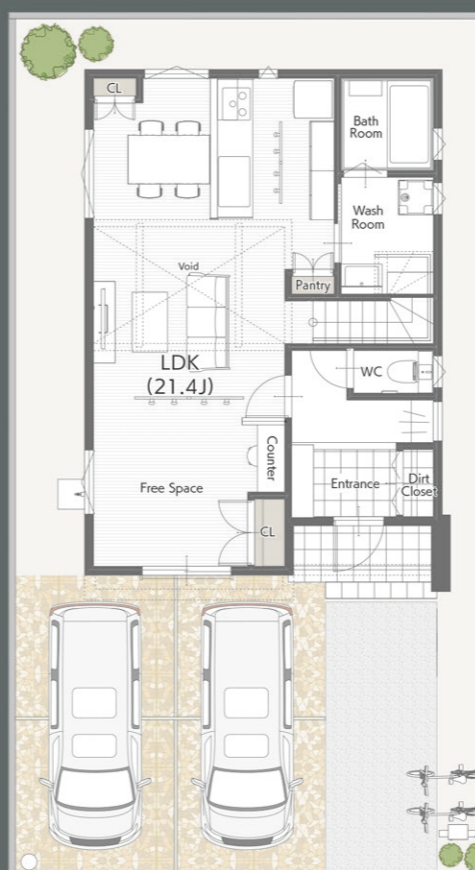 CL
Bath
Room
Wash
Room
Void
Pantry
LDK
(21.4J)
WC
Counter
Free Space
Entrance
Dirt
Closet
CL